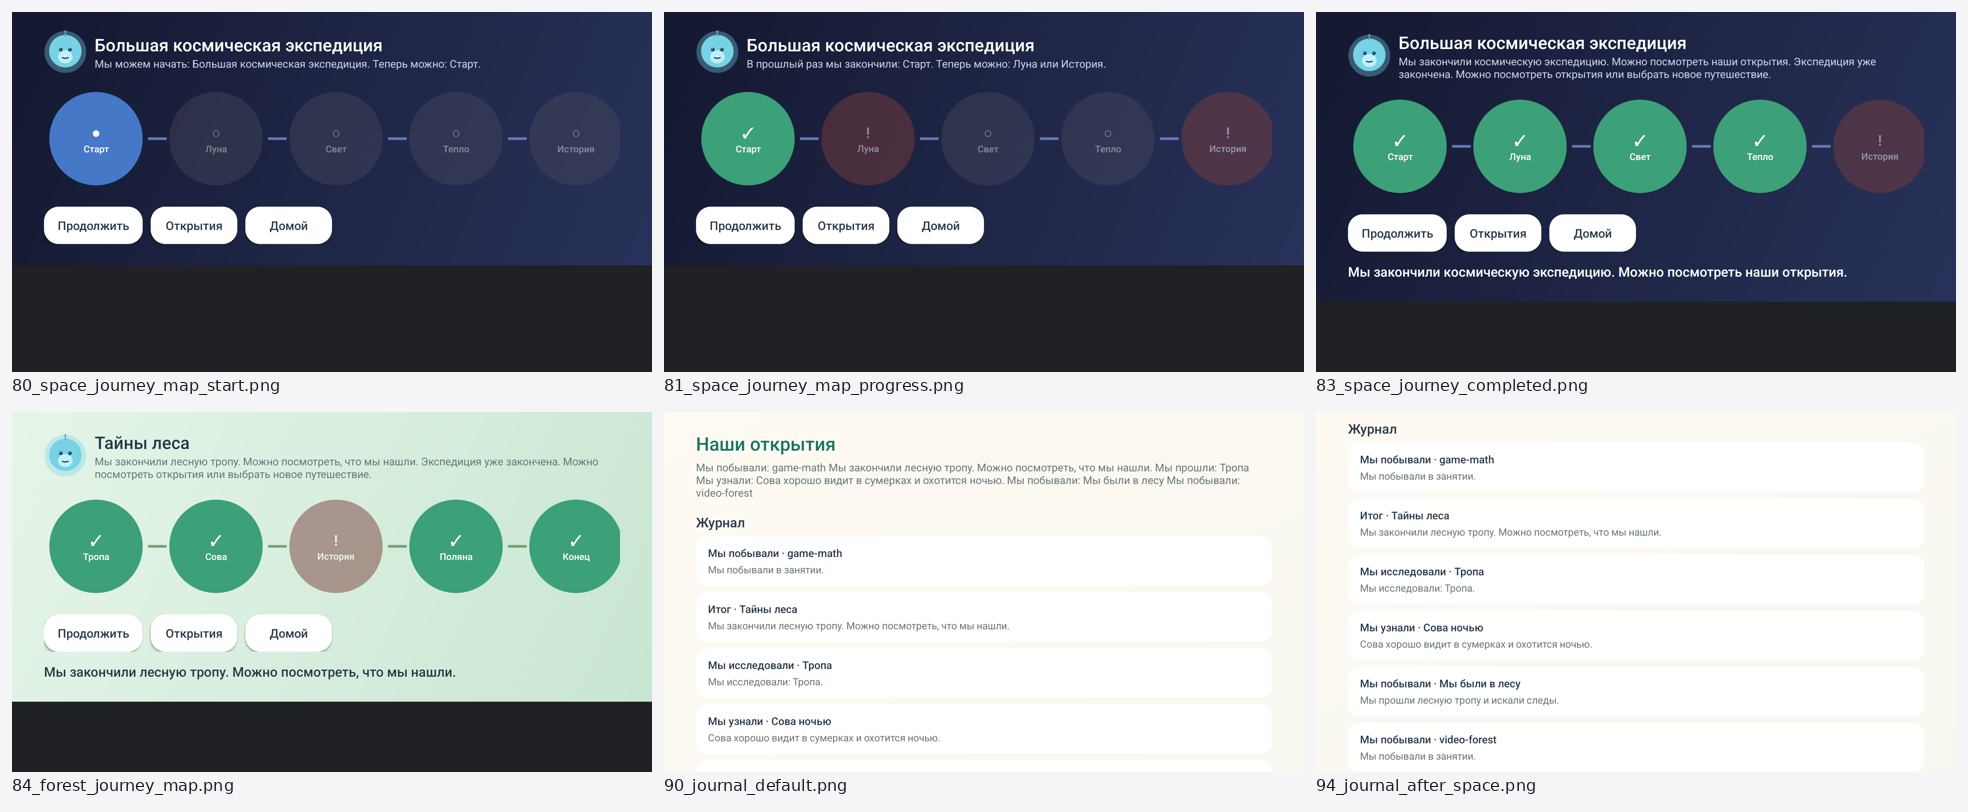 Большая космическая экспедиция
Мы можем начать: Большая космическая экспедиция. Теперь можно: Старт.
● Старт
○ Луна
○ Свет
○ Тепло
○ История
Продолжить
Открытия
Домой
80_space_journey_map_start.png
Большая космическая экспедиция
В прошлый раз мы закончили: Старт. Теперь можно: Луна или История.
✓ Старт
! Луна
○ Свет
○ Тепло
! История
Продолжить
Открытия
Домой
81_space_journey_map_progress.png
Большая космическая экспедиция
Мы закончили космическую экспедицию. Можно посмотреть наши открытия. Экспедиция уже
закончена. Можно посмотреть открытия или выбрать новое путешествие.
✓ Старт
✓ Луна
✓ Свет
✓ Тепло
! История
Продолжить
Открытия
Домой
Мы закончили космическую экспедицию. Можно посмотреть наши открытия.
83_space_journey_completed.png
Тайны леса
Мы закончили лесную тропу. Можно посмотреть, что мы нашли. Экспедиция уже закончена. Можно
посмотреть открытия или выбрать новое путешествие.
✓ Тропа
✓ Сова
! История
✓ Поляна
✓ Конец
Продолжить
Открытия
Домой
Мы закончили лесную тропу. Можно посмотреть, что мы нашли.
84_forest_journey_map.png
Наши открытия
Мы побывали: game-math Мы закончили лесную тропу. Можно посмотреть, что мы нашли. Мы прошли: Тропа
Мы узнали: Сова хорошо видит в сумерках и охотится ночью. Мы побывали: Мы были в лесу Мы побывали:
video-forest
Журнал
Мы побывали · game-math
Мы побывали в занятии.
Итог · Тайны леса
Мы закончили лесную тропу. Можно посмотреть, что мы нашли.
Мы исследовали · Тропа
Мы исследовали: Тропа.
Мы узнали · Сова ночью
Сова хорошо видит в сумерках и охотится ночью.
90_journal_default.png
Журнал
Мы побывали · game-math
Мы побывали в занятии.
Итог · Тайны леса
Мы закончили лесную тропу. Можно посмотреть, что мы нашли.
Мы исследовали · Тропа
Мы исследовали: Тропа.
Мы узнали · Сова ночью
Сова хорошо видит в сумерках и охотится ночью.
Мы побывали · Мы были в лесу
Мы прошли лесную тропу и искали следы.
Мы побывали · video-forest
Мы побывали в занятии.
94_journal_after_space.png